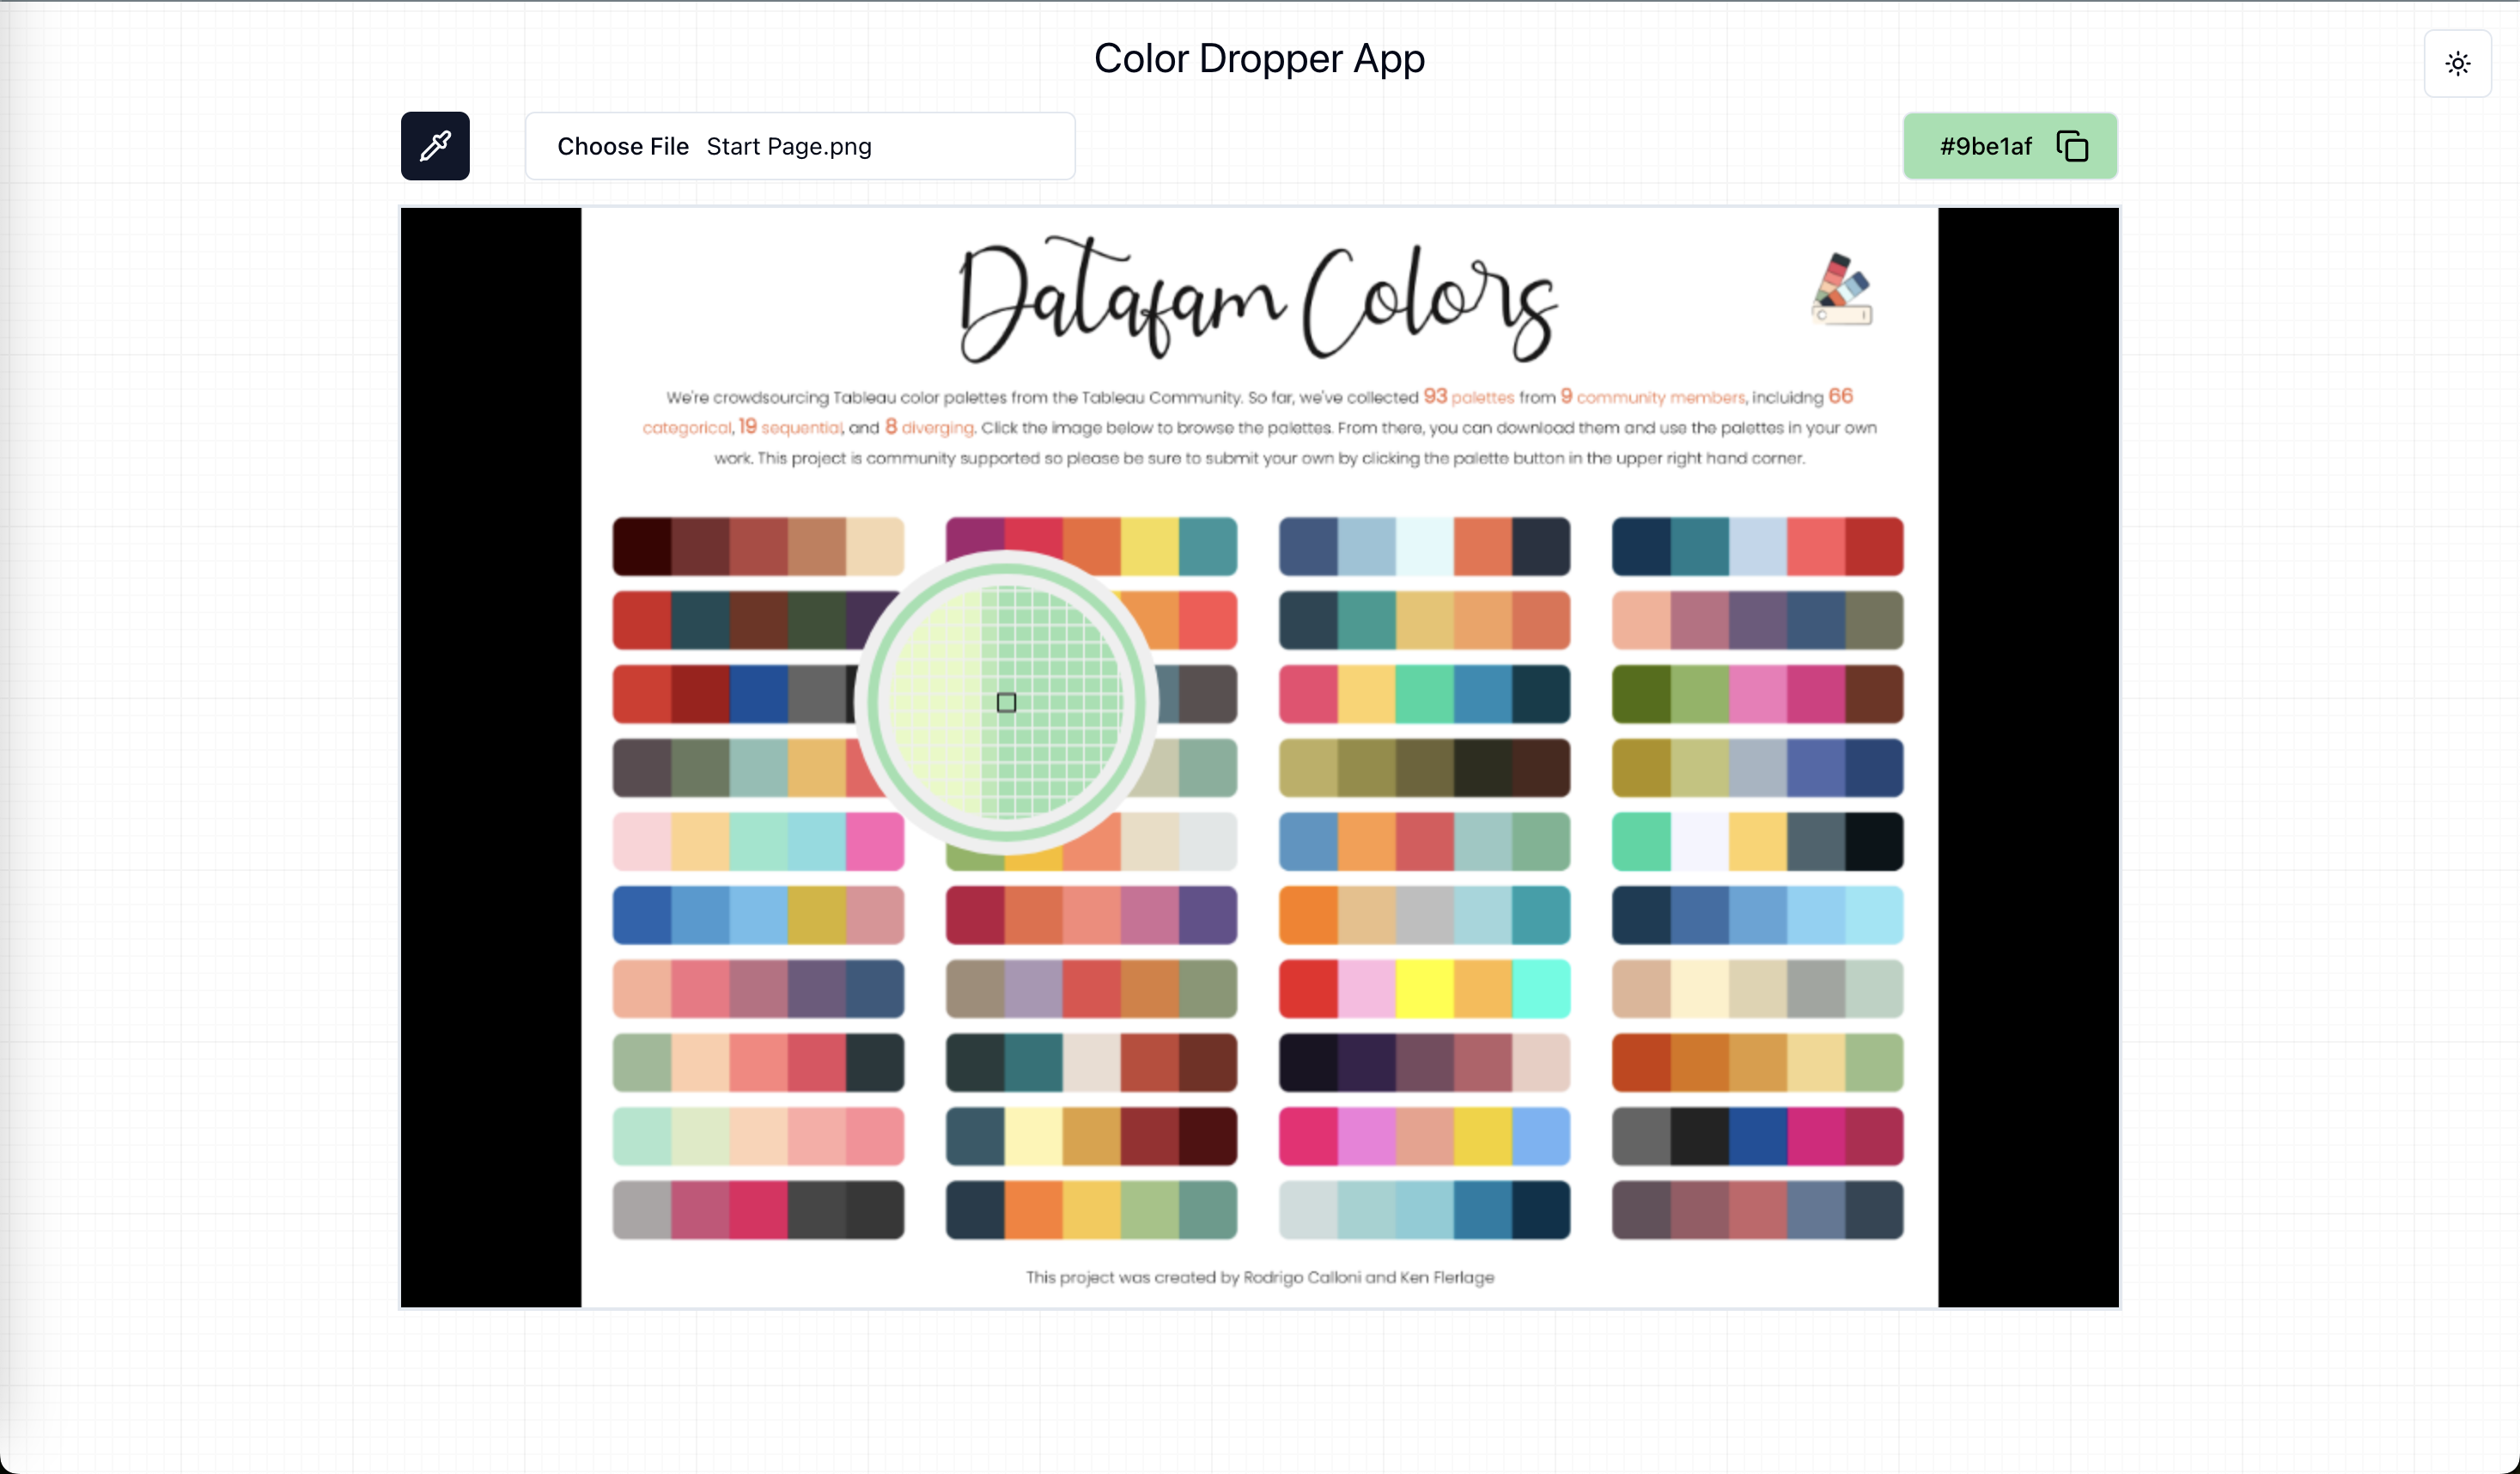 Color Dropper App
Choose File Start Page.png
#9be1af
Datafam Colors
We're crowdsourcing Tableau color palettes from the Tableau Community. So far, we've collected 93 palettes from 9 community members, incluidng 66
categorical, 19 sequential, and 8 diverging. Click the image below to browse the palettes. From there, you can download them and use the palettes in your own
work. This project is community supported so please be sure to submit your own by clicking the palette button in the upper right hand corner.
This project was created by Rodrigo Calloni and Ken Flerlage